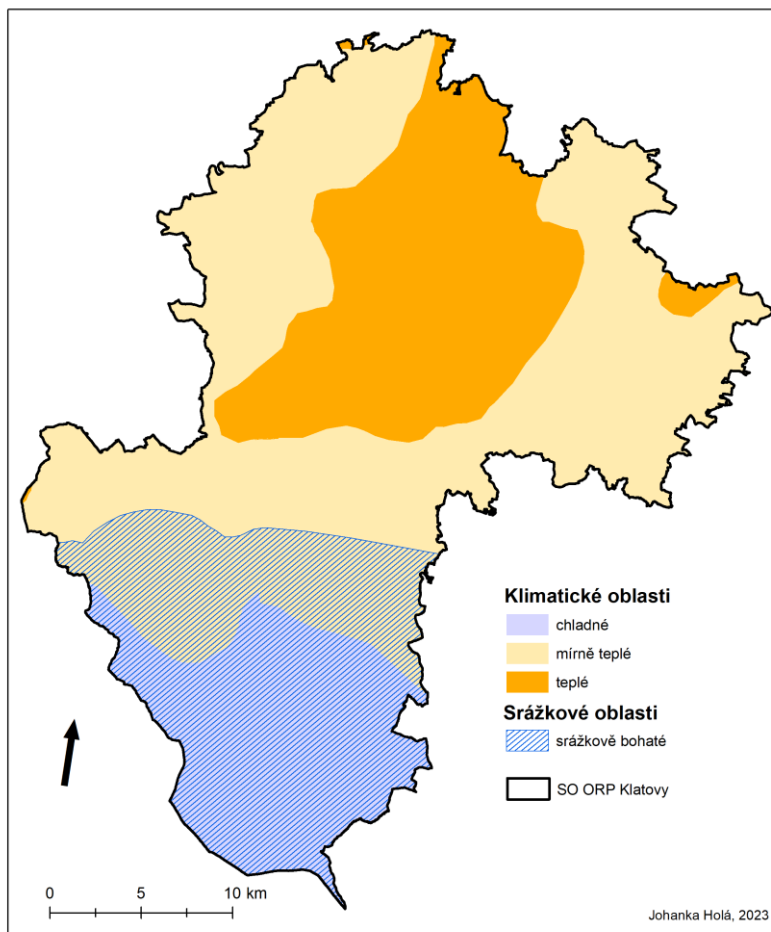 Klimatické oblasti
chladné
mírně teplé
teplé
Srážkové oblasti
srážkově bohaté
SO ORP Klatovy
0 5 10 km
Johanka Holá, 2023